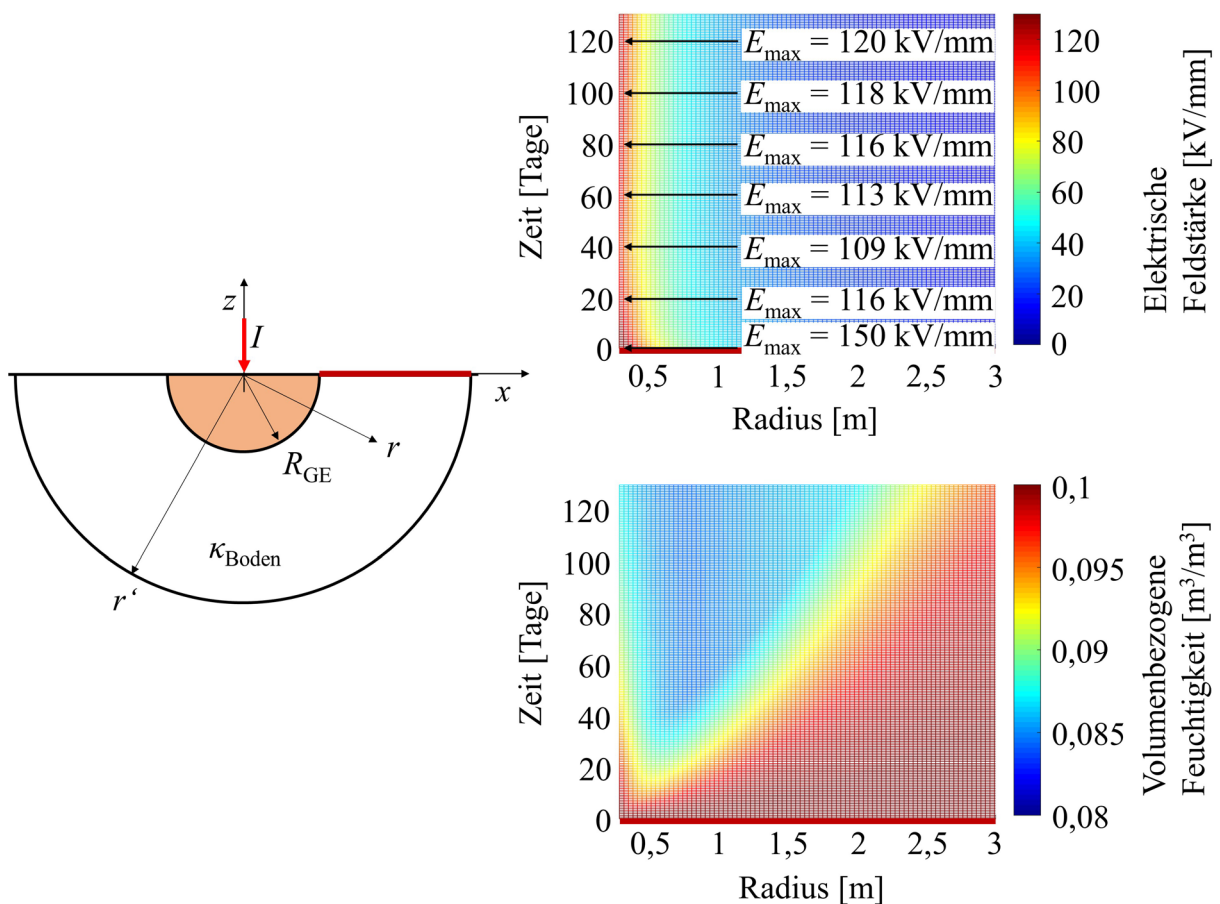 z
I
x
r
R_GE
κ_Boden
r‘
120
100
80
60
40
20
0
Zeit [Tage]
E_max = 120 kV/mm
E_max = 118 kV/mm
E_max = 116 kV/mm
E_max = 113 kV/mm
E_max = 109 kV/mm
E_max = 116 kV/mm
E_max = 150 kV/mm
0,5 1 1,5 2 2,5 3
Radius [m]
120
100
80
60
40
20
0
Elektrische
Feldstärke [kV/mm]
120
100
80
60
40
20
0
Zeit [Tage]
0,5 1 1,5 2 2,5 3
Radius [m]
0,1
0,095
0,09
0,085
0,08
Volumenbezogene
Feuchtigkeit [m³/m³]